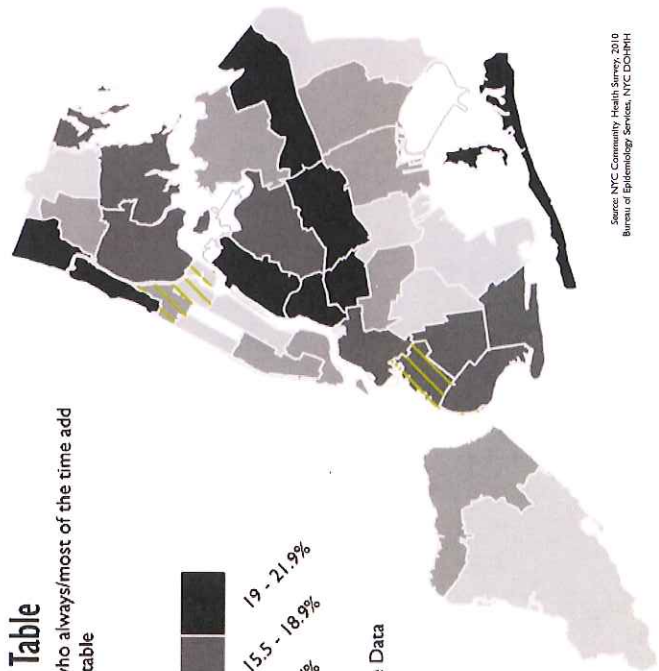 Table
who always/most of the time add
table
19 - 21.9%
15.5 - 18.9%
Data
Source: NYC Community Health Survey, 2010
Bureau of Epidemiology Services, NYC DOHMH